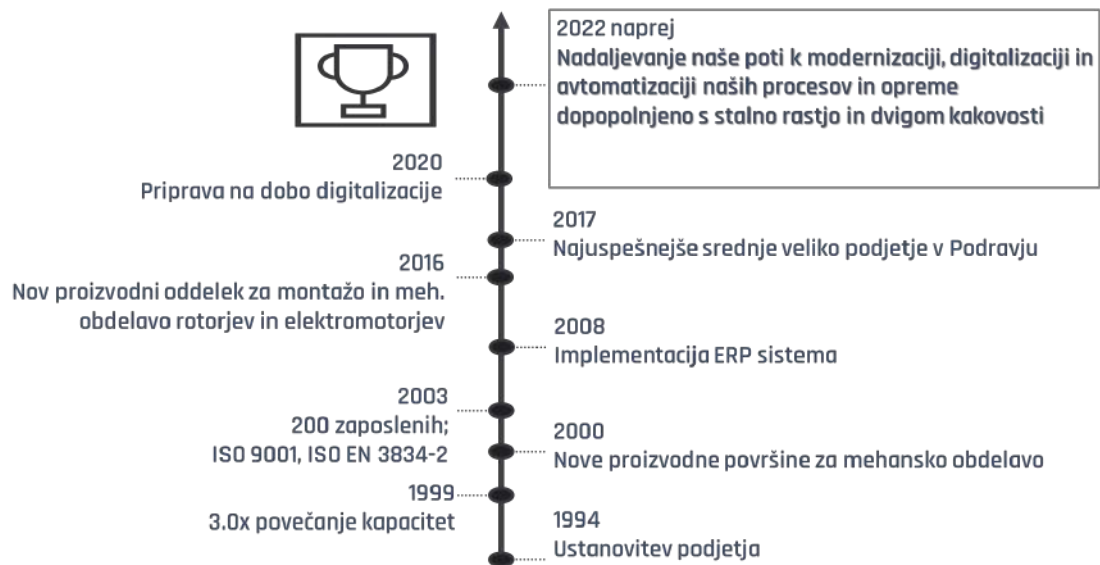 2022 naprej
Nadaljevanje naše poti k modernizaciji, digitalizaciji in
avtomatizaciji naših procesov in opreme
dopopolnjeno s stalno rastjo in dvigom kakovosti
2020
Priprava na dobo digitalizacije
2017
Najuspešnejše srednje veliko podjetje v Podravju
2016
Nov proizvodni oddelek za montažo in meh.
obdelavo rotorjev in elektromotorjev
2008
Implementacija ERP sistema
2003
200 zaposlenih;
ISO 9001, ISO EN 3834-2
2000
Nove proizvodne površine za mehansko obdelavo
1999
3.0x povečanje kapacitet
1994
Ustanovitev podjetja